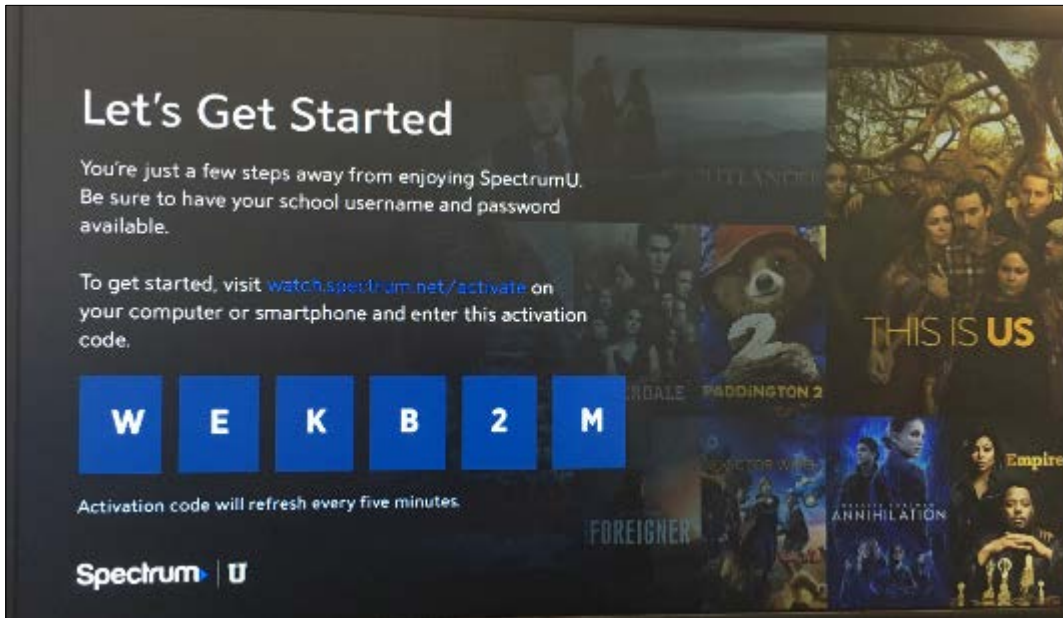 Let's Get Started
You're just a few steps away from enjoying SpectrumU.
Be sure to have your school username and password
available.
To get started, visit watch.spectrum.net/activate on
your computer or smartphone and enter this activation
code.
W E K B 2 M
Activation code will refresh every five minutes.
Spectrum U
OUTLANDER
PADDINGTON 2
2
THIS IS US
DOCTOR WHO
FOREIGNER
ANNIHILATION
Empire